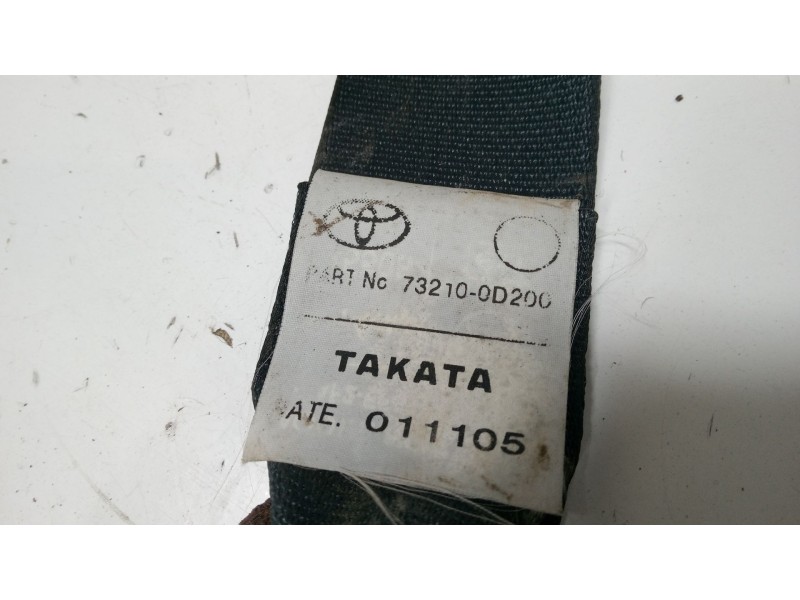 PART No 73210-0D200
TAKATA
ATE. 011105